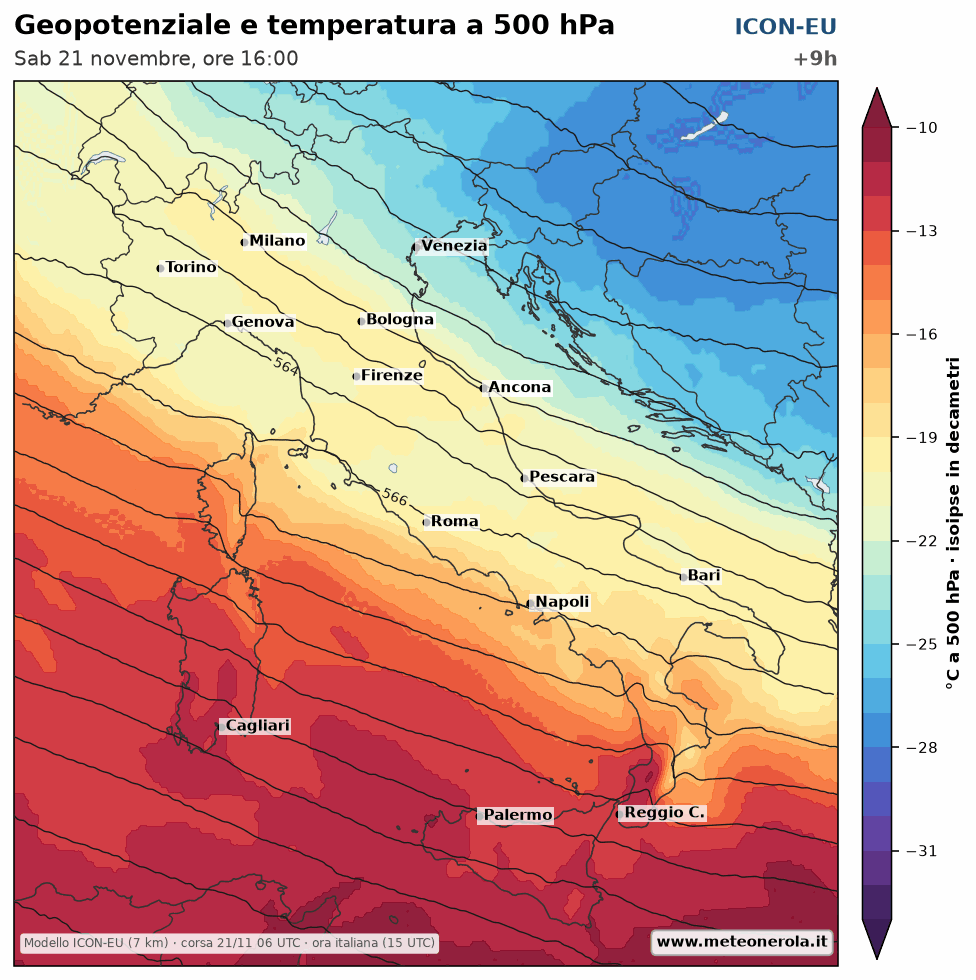 Geopotenziale e temperatura a 500 hPa
ICON-EU
Sab 21 novembre, ore 16:00
+9h
Milano
Venezia
Torino
Genova
Bologna
564
Firenze
Ancona
Pescara
566
Roma
Bari
Napoli
Cagliari
Palermo
Reggio C.
−10
−13
−16
−19
−22
−25
−28
−31
°C a 500 hPa · isoipse in decametri
Modello ICON-EU (7 km) · corsa 21/11 06 UTC · ora italiana (15 UTC)
www.meteonerola.it